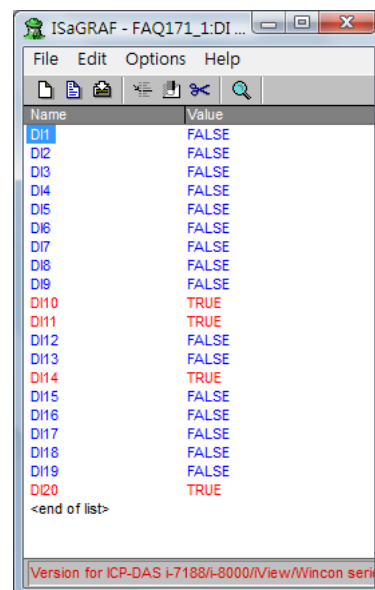 ISaGRAF - FAQ171_1:DI ...
File Edit Options Help
Name Value
DI1 FALSE
DI2 FALSE
DI3 FALSE
DI4 FALSE
DI5 FALSE
DI6 FALSE
DI7 FALSE
DI8 FALSE
DI9 FALSE
DI10 TRUE
DI11 TRUE
DI12 FALSE
DI13 FALSE
DI14 TRUE
DI15 FALSE
DI16 FALSE
DI17 FALSE
DI18 FALSE
DI19 FALSE
DI20 TRUE
<end of list>
Version for ICP-DAS i-7188/i-8000/iView/Wincon seri